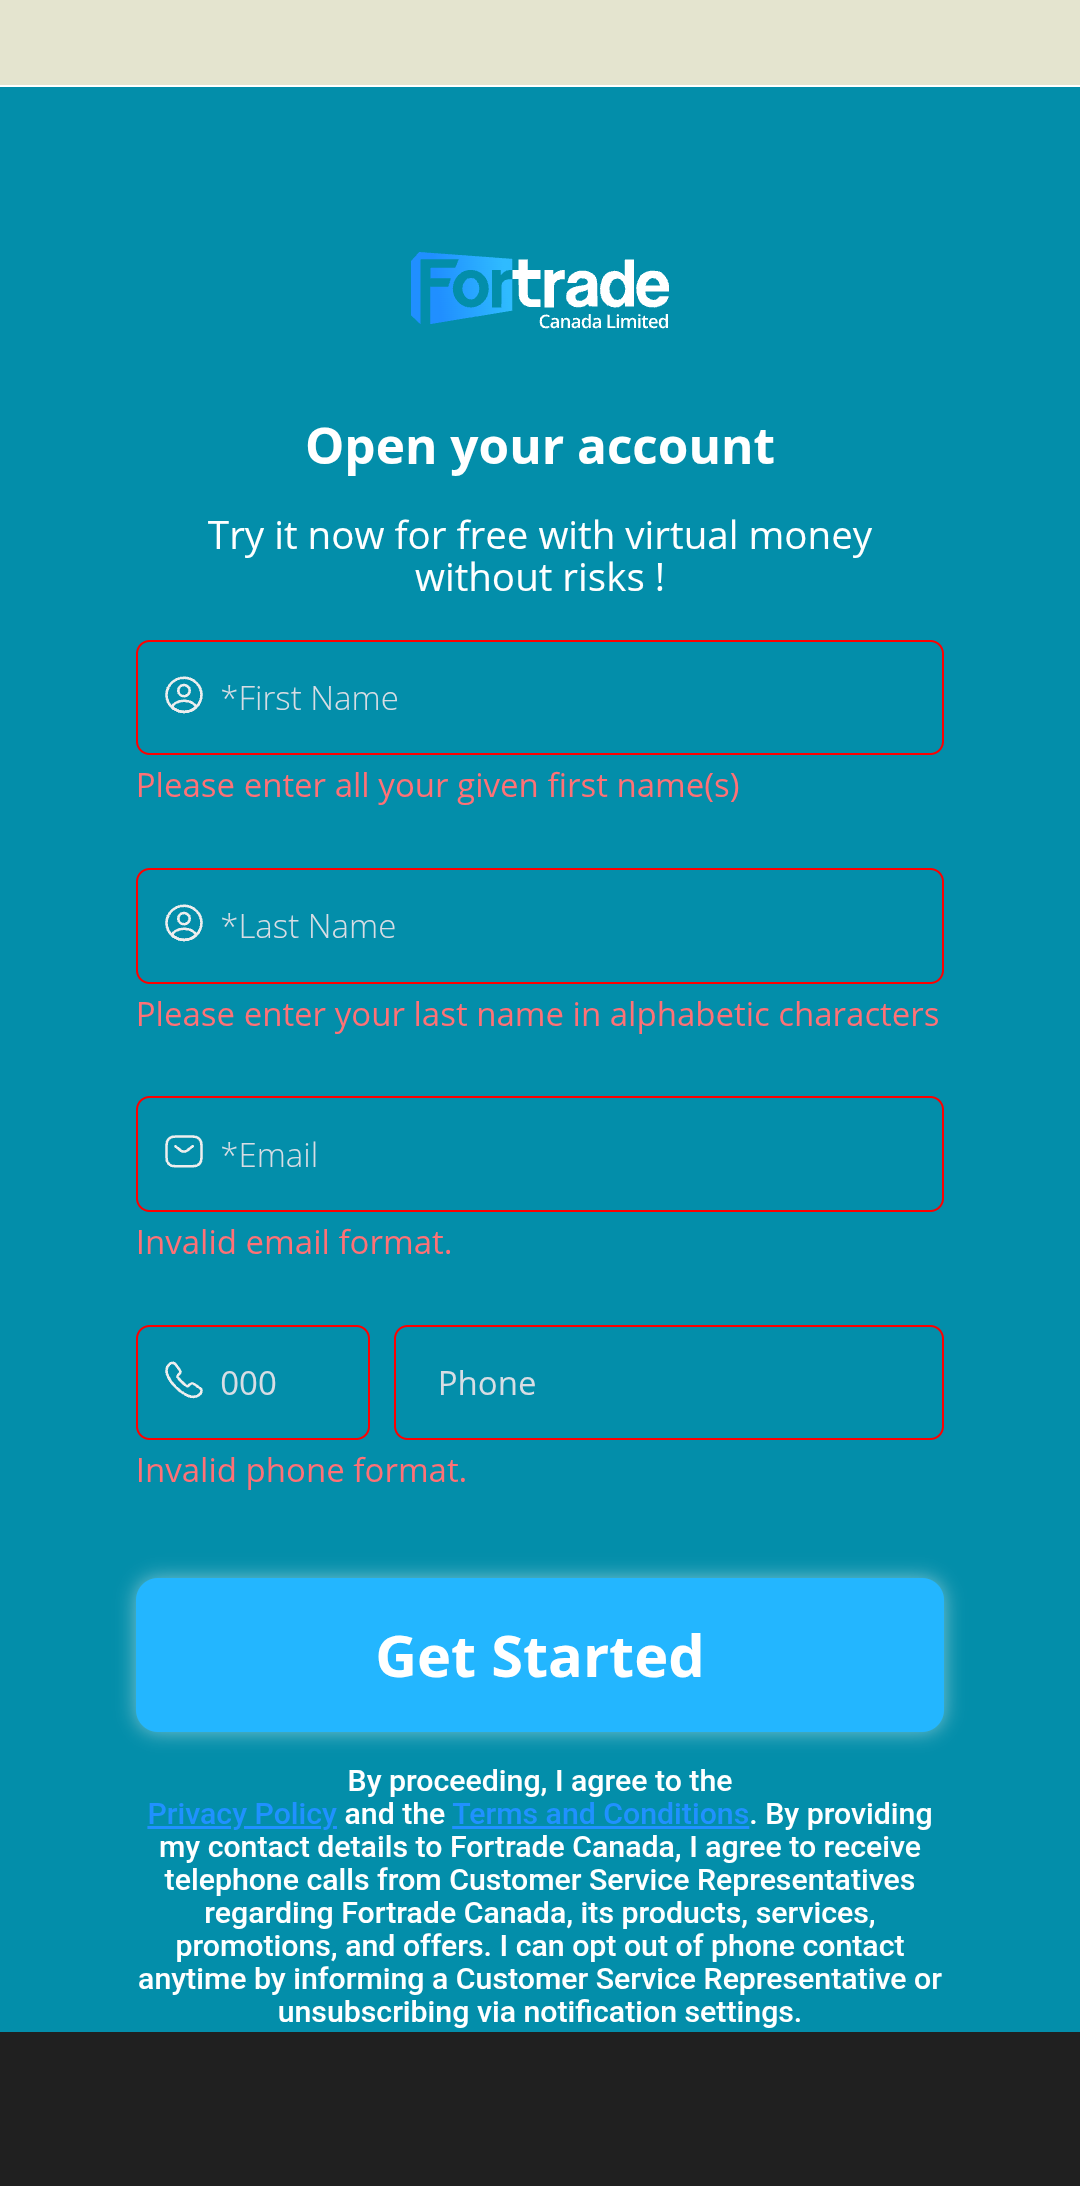 Fortrade
Canada Limited
Open your account
Try it now for free with virtual money
without risks !
*First Name
Please enter all your given first name(s)
*Last Name
Please enter your last name in alphabetic characters
*Email
Invalid email format.
000 Phone
Invalid phone format.
Get Started
By proceeding, I agree to the
Privacy Policy and the Terms and Conditions. By providing
my contact details to Fortrade Canada, I agree to receive
telephone calls from Customer Service Representatives
regarding Fortrade Canada, its products, services,
promotions, and offers. I can opt out of phone contact
anytime by informing a Customer Service Representative or
unsubscribing via notification settings.